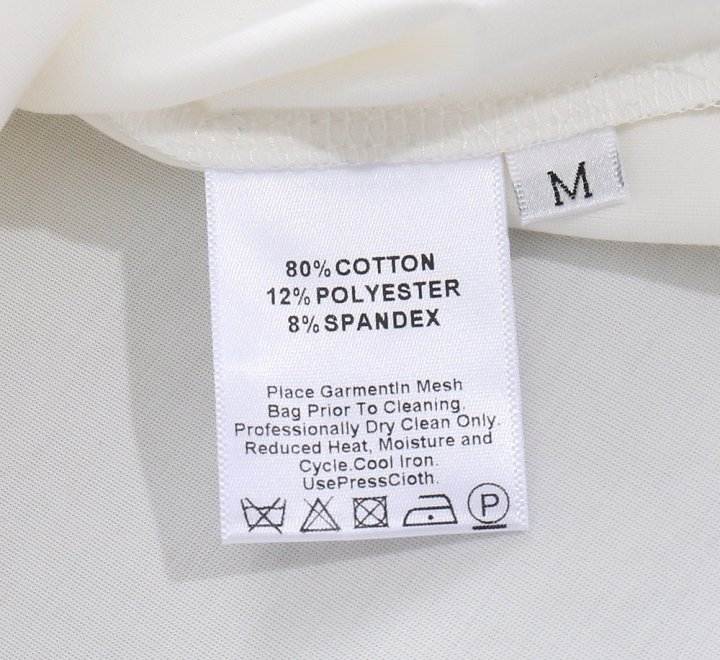 M
80% COTTON
12% POLYESTER
8% SPANDEX
Place GarmentIn Mesh
Bag Prior To Cleaning.
Professionally Dry Clean Only.
Reduced Heat, Moisture and
Cycle.Cool Iron.
UsePressCloth.
P